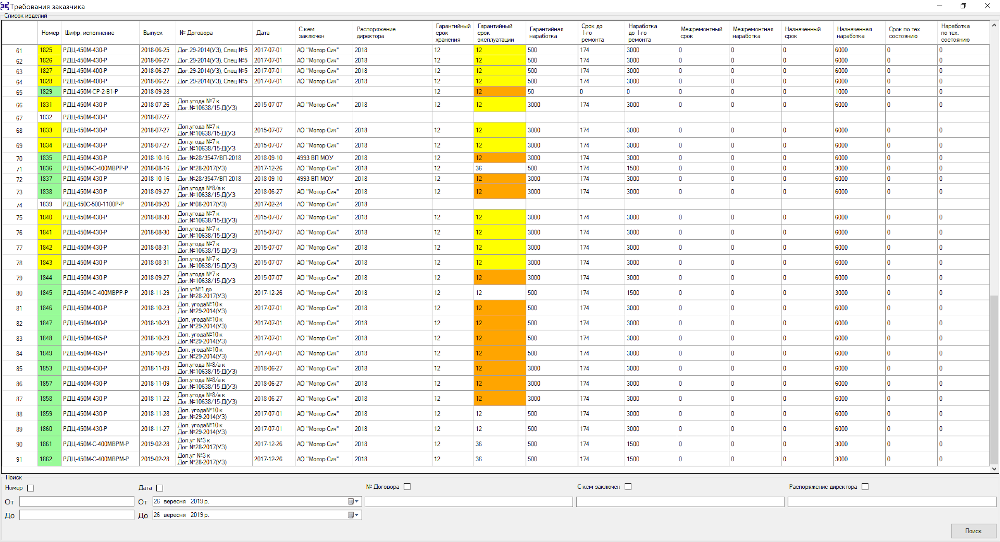 Требования заказчика
Список изделий
Номер Шифр, исполнение Выпуск № Договора Дата С кем заключен Распоряжение директора Гарантийный срок хранения Гарантийный срок эксплуатации Гарантийная наработка Срок до 1-го ремонта Наработка до 1-го ремонта Межремонтный срок Межремонтная наработка Назначенный срок Назначенная наработка Срок по тех. состоянию Наработка по тех. состоянию
61 1825 РДЦ-450М-430-Р 2018-06-25 Дог.29-2014(УЗ), Спец №5 2017-07-01 АО "Мотор Сич" 2018 12 12 500 174 3000 0 0 0 6000 0 0
62 1826 РДЦ-450М-430-Р 2018-06-27 Дог.29-2014(УЗ), Спец №5 2017-07-01 АО "Мотор Сич" 2018 12 12 500 174 3000 0 0 0 6000 0 0
63 1827 РДЦ-450М-400-Р 2018-06-27 Дог.29-2014(УЗ), Спец №5 2017-07-01 АО "Мотор Сич" 2018 12 12 500 174 3000 0 0 0 6000 0 0
64 1828 РДЦ-450М-400-Р 2018-06-27 Дог.29-2014(УЗ), Спец №5 2017-07-01 АО "Мотор Сич" 2018 12 12 500 174 3000 0 0 0 6000 0 0
65 1829 РДЦ-450М-СР-2-В1-Р 2018-09-28 12 12 50 0 0 0 0 0 1000 0 0
66 1831 РДЦ-450М-430-Р 2018-07-26 Доп.угода №7 к Дог.№10638/15-Д(УЗ) 2015-07-07 АО "Мотор Сич" 2018 12 12 3000 174 3000 0 0 0 6000 0 0
67 1832 РДЦ-450М-430-Р 2018-07-27
68 1833 РДЦ-450М-430-Р 2018-07-27 Доп.угода №7 к Дог.№10638/15-Д(УЗ 2015-07-07 АО "Мотор Сич" 2018 12 12 3000 174 3000 0 0 0 6000 0 0
69 1834 РДЦ-450М-430-Р 2018-07-27 Доп.угода №7 к Дог.№10638/15-Д(УЗ 2015-07-07 АО "Мотор Сич" 2018 12 12 3000 174 3000 0 0 0 6000 0 0
70 1835 РДЦ-450М-430-Р 2018-10-16 Дог.№28/3547/ВП-2018 2018-09-10 4993 ВП МОУ 2018 12 12 3000 174 3000 0 0 0 6000 0 0
71 1836 РДЦ-450М-С-400МВРР-Р 2018-08-16 Дог.№28-2017(УЗ) 2017-12-26 АО "Мотор Сич" 2018 12 36 500 174 1500 0 0 0 3000 0 0
72 1837 РДЦ-450М-430-Р 2018-10-16 Дог.№28/3547/ВП-2018 2018-09-10 4993 ВП МОУ 2018 12 12 3000 174 3000 0 0 0 6000 0 0
73 1838 РДЦ-450М-430-Р 2018-09-27 Доп.угода №8/а к Дог.№10638/15-Д(УЗ 2018-06-27 АО "Мотор Сич" 2018 12 12 3000 174 3000 0 0 0 6000 0 0
74 1839 РДЦ-450С-500-1100Р-Р 2018-09-20 Дог.№08-2017(УЗ) 2017-02-24 АО "Мотор Сич" 2018
75 1840 РДЦ-450М-430-Р 2018-08-30 Доп.угода №7 к Дог.№10638/15-Д(УЗ) 2015-07-07 АО "Мотор Сич" 2018 12 12 3000 174 3000 0 0 0 6000 0 0
76 1841 РДЦ-450М-430-Р 2018-08-30 Доп.угода №7 к Дог.№10638/15-Д(УЗ) 2015-07-07 АО "Мотор Сич" 2018 12 12 3000 174 3000 0 0 0 6000 0 0
77 1842 РДЦ-450М-430-Р 2018-08-31 Доп.угода №7 к Дог.№10638/15-Д(УЗ) 2015-07-07 АО "Мотор Сич" 2018 12 12 3000 174 3000 0 0 0 6000 0 0
78 1843 РДЦ-450М-430-Р 2018-08-31 Доп.угода №7 к Дог.№10638/15-Д(УЗ) 2015-07-07 АО "Мотор Сич" 2018 12 12 3000 174 3000 0 0 0 6000 0 0
79 1844 РДЦ-450М-430-Р 2018-09-27 Доп.угода №7 к Дог.№10638/15-Д(УЗ 2015-07-07 АО "Мотор Сич" 2018 12 12 3000 174 3000 0 0 0 6000 0 0
80 1845 РДЦ-450М-С-400МВРР-Р 2018-11-29 Доп.уг№1 до Дог.№28-2017(УЗ) 2017-12-26 АО "Мотор Сич" 2018 12 12 500 174 1500 0 0 0 3000 0 0
81 1846 РДЦ-450М-400-Р 2018-10-23 Доп. угода№10 к Дог.№29-2014(УЗ) 2017-07-01 АО "Мотор Сич" 2018 12 12 500 174 3000 0 0 0 6000 0 0
82 1847 РДЦ-450М-400-Р 2018-10-23 Доп. угода№10 к Дог.№29-2014(УЗ) 2017-07-01 АО "Мотор Сич" 2018 12 12 500 174 3000 0 0 0 6000 0 0
83 1848 РДЦ-450М-465-Р 2018-10-29 Доп. угода№10 к Дог.№29-2014(УЗ) 2017-07-01 АО "Мотор Сич" 2018 12 12 500 174 3000 0 0 0 6000 0 0
84 1849 РДЦ-450М-465-Р 2018-10-29 Доп. угода№10 к Дог.№29-2014(УЗ) 2017-07-01 АО "Мотор Сич" 2018 12 12 500 174 3000 0 0 0 6000 0 0
85 1853 РДЦ-450М-430-Р 2018-11-09 Доп.угода №8/а к Дог.№10638/15-Д(УЗ) 2018-06-27 АО "Мотор Сич" 2018 12 12 3000 174 3000 0 0 0 6000 0 0
86 1857 РДЦ-450М-430-Р 2018-11-09 Доп.угода №8/а к Дог.№10638/15-Д(УЗ) 2018-06-27 АО "Мотор Сич" 2018 12 12 3000 174 3000 0 0 0 6000 0 0
87 1858 РДЦ-450М-430-Р 2018-11-22 Доп.угода №8/а к Дог.№10638/15-Д(УЗ) 2018-06-27 АО "Мотор Сич" 2018 12 12 3000 174 3000 0 0 0 6000 0 0
88 1859 РДЦ-450М-430-Р 2018-11-28 Доп. угода№10 к Дог.№29-2014(УЗ) 2017-07-01 АО "Мотор Сич" 2018 12 12 500 174 3000 0 0 0 6000 0 0
89 1860 РДЦ-450М-430-Р 2018-11-27 Доп. угода№10 к Дог.№29-2014(УЗ) 2017-07-01 АО "Мотор Сич" 2018 12 12 500 174 3000 0 0 0 6000 0 0
90 1861 РДЦ-450М-С-400МВРМ-Р 2019-02-28 Доп.уг №3 к Дог.№28-2017(УЗ) 2017-12-26 АО "Мотор Сич" 2018 12 36 500 174 1500 0 0 0 3000 0 0
91 1862 РДЦ-450М-С-400МВРМ-Р 2019-02-28 Доп.уг №3 к Дог.№28-2017(УЗ) 2017-12-26 АО "Мотор Сич" 2018 12 36 500 174 1500 0 0 0 3000 0 0
Поиск
Номер Дата № Договора С кем заключен Распоряжение директора
От От 26 вересня 2019 р.
До До 26 вересня 2019 р.
Поиск